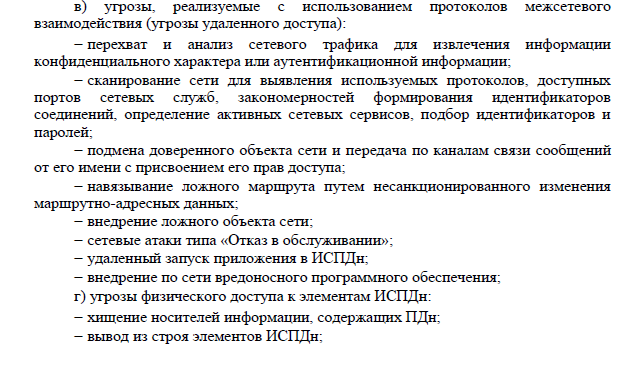 в) угрозы, реализуемые с использованием протоколов межсетевого
взаимодействия (угрозы удаленного доступа):
– перехват и анализ сетевого трафика для извлечения информации
конфиденциального характера или аутентификационной информации;
– сканирование сети для выявления используемых протоколов, доступных
портов сетевых служб, закономерностей формирования идентификаторов
соединений, определение активных сетевых сервисов, подбор идентификаторов и
паролей;
– подмена доверенного объекта сети и передача по каналам связи сообщений
от его имени с присвоением его прав доступа;
– навязывание ложного маршрута путем несанкционированного изменения
маршрутно-адресных данных;
– внедрение ложного объекта сети;
– сетевые атаки типа «Отказ в обслуживании»;
– удаленный запуск приложения в ИСПДн;
– внедрение по сети вредоносного программного обеспечения;
г) угрозы физического доступа к элементам ИСПДн:
– хищение носителей информации, содержащих ПДн;
– вывод из строя элементов ИСПДн;